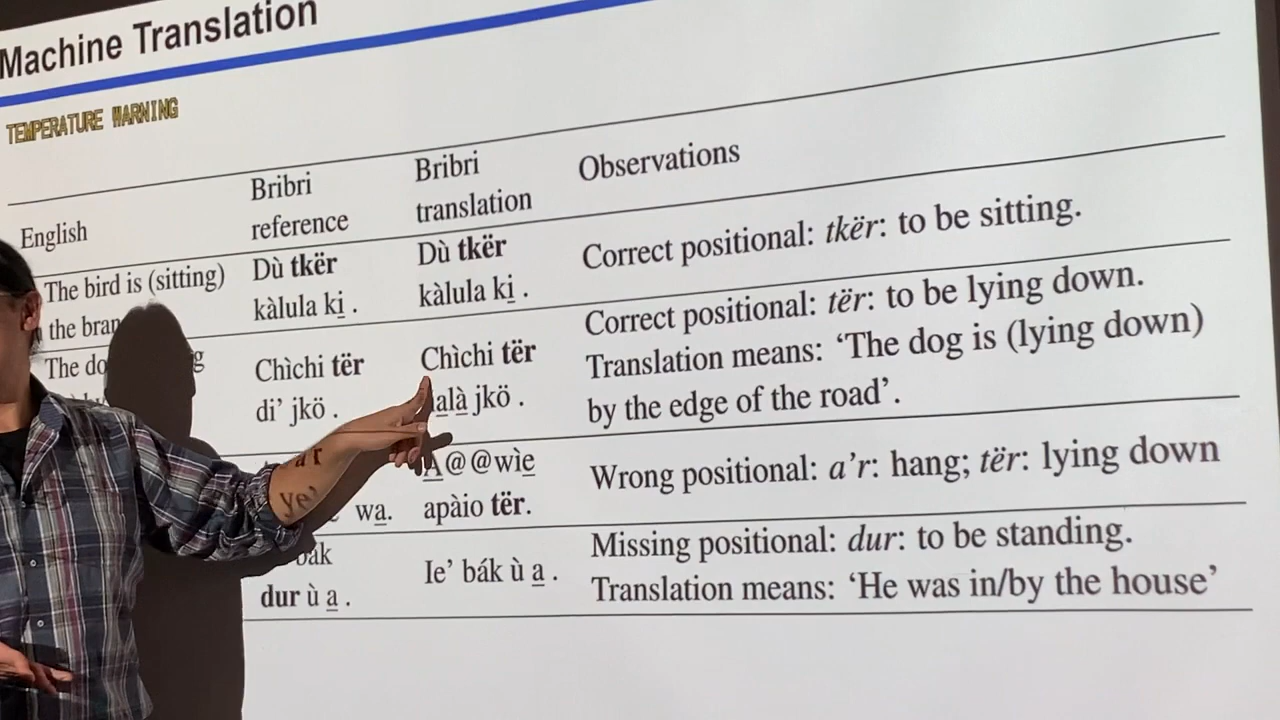 Machine Translation
TEMPERATURE WARNING
English
Bribri
reference
Bribri
translation
Observations
The bird is (sitting)
the
Dù tkër
kàlula ki̠ .
Dù tkër
kàlula ki̠ .
Correct positional: tkër: to be sitting.
The
Chìchi tër
di’ jkö .
Chìchi tër
jkö .
Correct positional: tër: to be lying down.
Translation means: ‘The dog is (lying down)
by the edge of the road’.
wa̠.
A̠@@wìe̠
apàio tër.
Wrong positional: a’r: hang; tër: lying down
dur ù a̠ .
Ie’ bák ù a̠ .
Missing positional: dur: to be standing.
Translation means: ‘He was in/by the house’